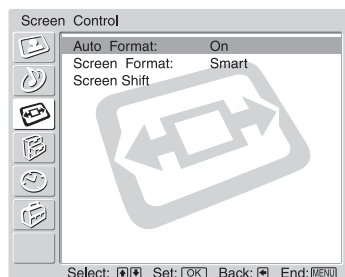 Screen Control
Auto Format: On
Screen Format: Smart
Screen Shift
Select: Set: OK Back: End: MENU